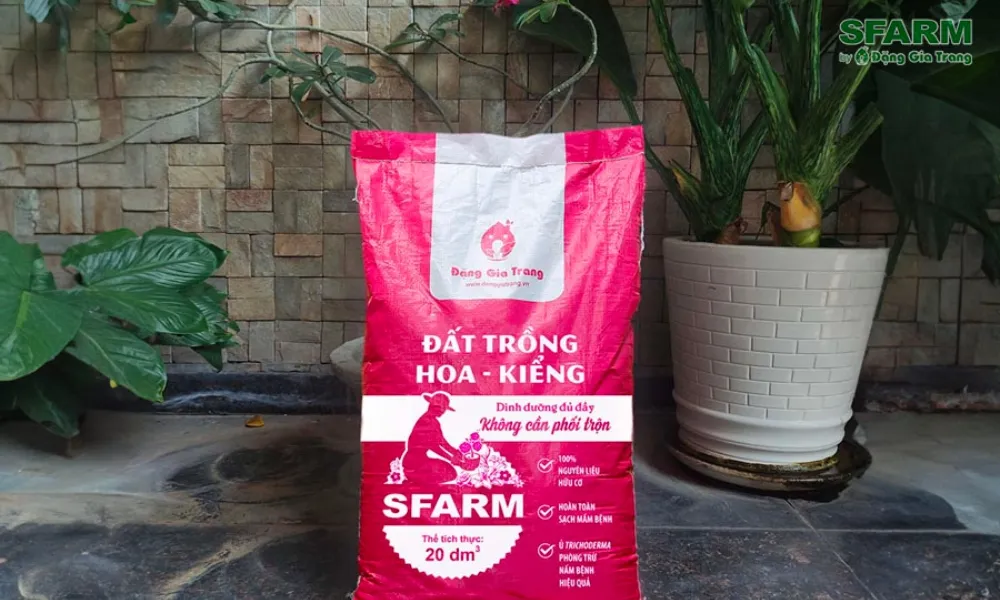 SFARM
by Đặng Gia Trang
Đặng Gia Trang
www.danggiatrang.vn
ĐẤT TRỒNG
HOA - KIỂNG
Dinh dưỡng đủ đầy
Không cần phối trộn
100%
NGUYÊN LIỆU
HỮU CƠ
SFARM
HOÀN TOÀN
SẠCH MẦM BỆNH
Thể tích thực:
20 dm³
Ủ TRICHODERMA
PHÒNG TRỪ
NẤM BỆNH
HIỆU QUẢ